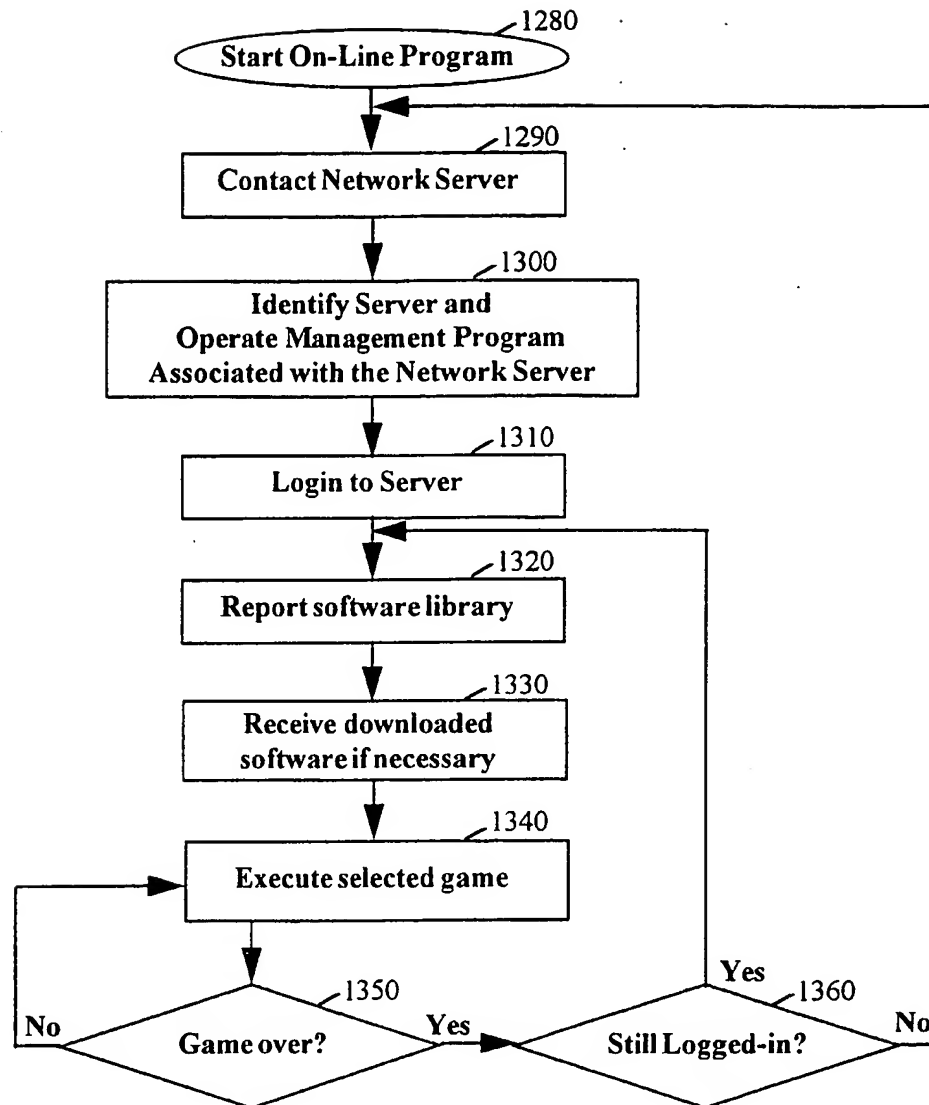 1280
Start On-Line Program
1290
Contact Network Server
1300
Identify Server and
Operate Management Program
Associated with the Network Server
1310
Login to Server
1320
Report software library
1330
Receive downloaded
software if necessary
1340
Execute selected game
1350
No
Game over?
Yes
Yes
1360
Still Logged-in?
No